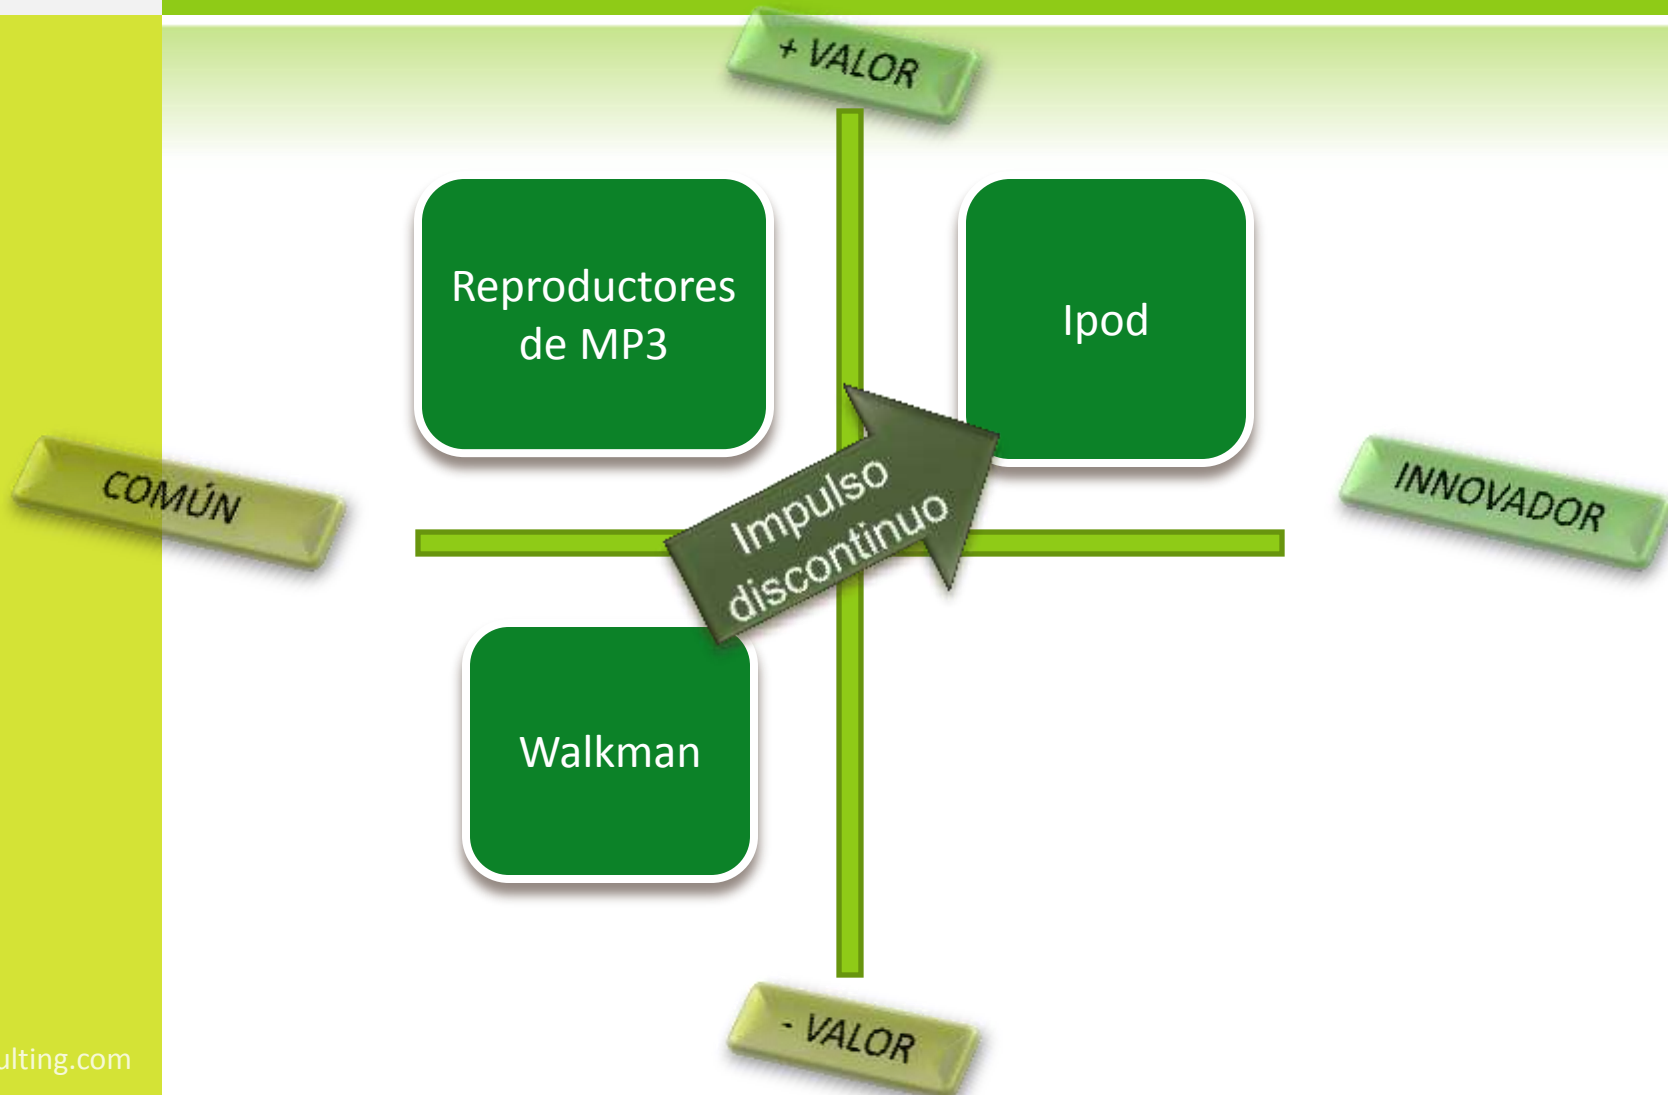 + VALOR
Reproductores
de MP3
Ipod
COMÚN
INNOVADOR
Impulso
discontinuo
Walkman
- VALOR
ulting.com